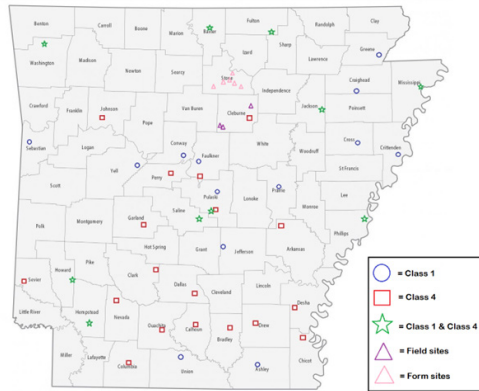 Benton
Carroll
Boone
Marion
Baxter
Fulton
Randolph
Clay
Sharp
Greene
Izard
Lawrence
Washington
Madison
Newton
Searcy
Stone
Independence
Craighead
Mississippi
Crawford
Franklin
Johnson
Van Buren
Cleburne
Jackson
Poinsett
Pope
Sebastian
Logan
Conway
Faulkner
White
Woodruff
Cross
Crittenden
Yell
Perry
St Francis
Scott
Pulaski
Lonoke
Prairie
Monroe
Lee
Saline
Phillips
Polk
Montgomery
Garland
Hot Spring
Grant
Jefferson
Arkansas
Howard
Pike
Clark
Sevier
Dallas
Cleveland
Lincoln
Desha
Little River
Hempstead
Nevada
Ouachita
Calhoun
Bradley
Drew
Miller
Lafayette
Columbia
Union
Ashley
Chicot
= Class 1
= Class 4
= Class 1 & Class 4
= Field sites
= Form sites